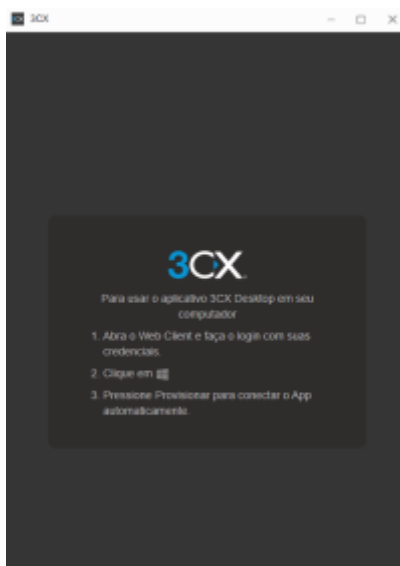 3CX
3CX
Para usar o aplicativo 3CX Desktop em seu
computador
1. Abra o Web Client e faça o login com suas
credenciais.
2. Clique em
3. Pressione Provisionar para conectar o App
automaticamente.